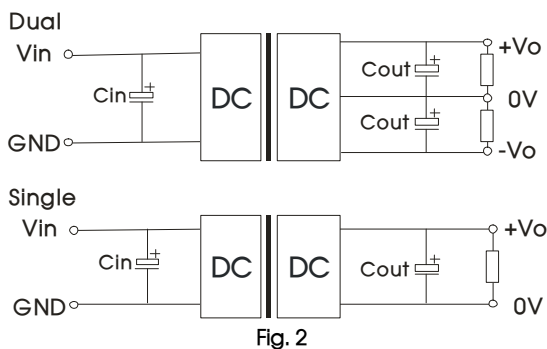 Dual
Vin
+Vo
Cout
+
Cin
+
DC
DC
0V
Cout
+
GND
-Vo
Single
Vin
+Vo
Cin
+
DC
DC
Cout
+
GND
0V
Fig. 2